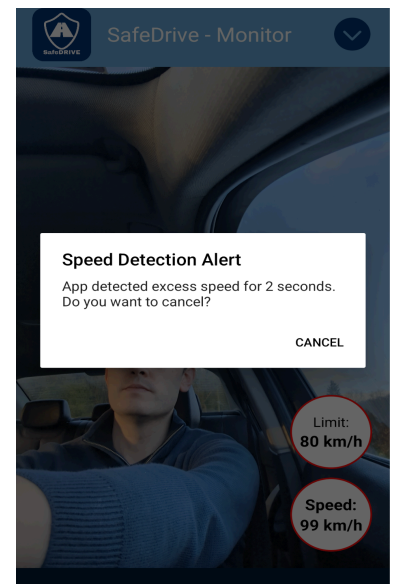 SafeDRIVE
SafeDrive - Monitor
Speed Detection Alert
App detected excess speed for 2 seconds.
Do you want to cancel?
CANCEL
Limit:
80 km/h
Speed:
99 km/h